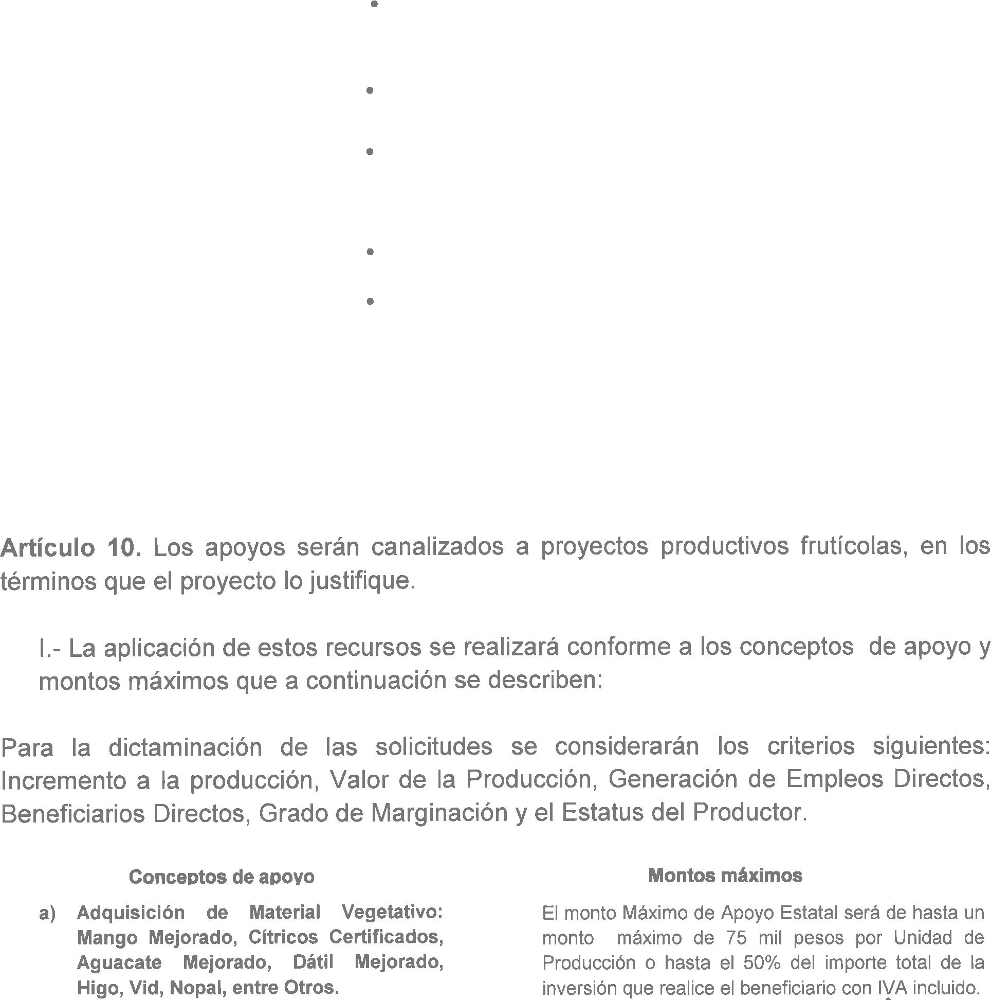 •
•
•
•
•
Artículo 10. Los apoyos serán canalizados a proyectos productivos frutícolas, en los
términos que el proyecto lo justifique.
I.- La aplicación de estos recursos se realizará conforme a los conceptos de apoyo y
montos máximos que a continuación se describen:
Para la dictaminación de las solicitudes se considerarán los criterios siguientes:
Incremento a la producción, Valor de la Producción, Generación de Empleos Directos,
Beneficiarios Directos, Grado de Marginación y el Estatus del Productor.
Conceptos de apoyo
Montos máximos
a) Adquisición de Material Vegetativo:
Mango Mejorado, Cítricos Certificados,
Aguacate Mejorado, Dátil Mejorado,
Higo, Vid, Nopal, entre Otros.
El monto Máximo de Apoyo Estatal será de hasta un
monto máximo de 75 mil pesos por Unidad de
Producción o hasta el 50% del importe total de la
inversión que realice el beneficiario con IVA incluido.